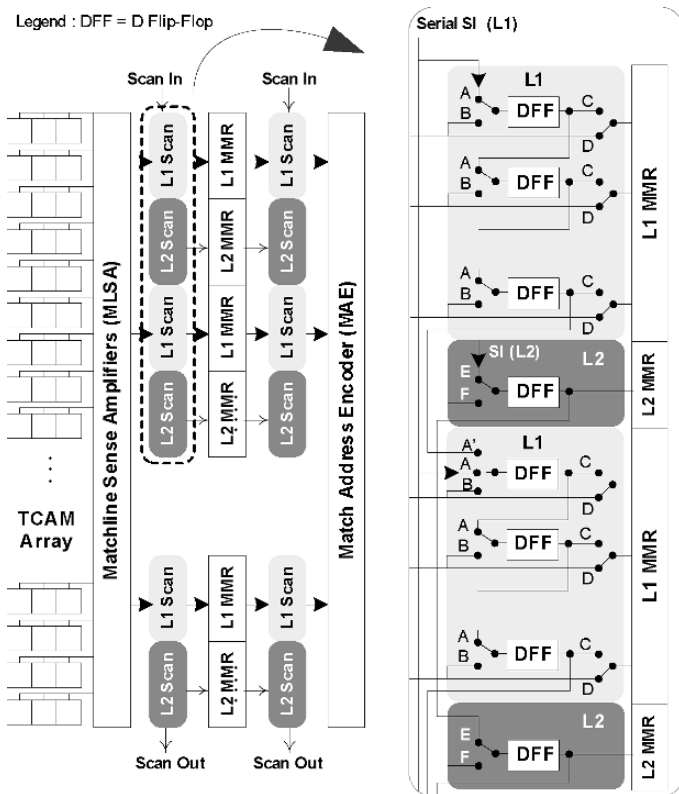 Legend : DFF = D Flip-Flop
Scan In
Scan In
Matchline Sense Amplifiers (MLSA)
L1 Scan
L2 Scan
L1 Scan
L2 Scan
L1 MMR
L2 MMR
L1 MMR
L2 MMR
L1 Scan
L2 Scan
L1 Scan
L2 Scan
Match Address Encoder (MAE)
TCAM
Array
L1 Scan
L2 Scan
L1 MMR
L2 MMR
L1 Scan
L2 Scan
Scan Out
Scan Out
Serial SI (L1)
L1
A
B
DFF
C
D
A
B
DFF
C
D
L1 MMR
A
B
DFF
C
D
SI (L2)
L2
E
F
DFF
L2 MMR
L1
A'
A
B
DFF
C
D
A
B
DFF
C
D
L1 MMR
A
B
DFF
C
D
L2
E
F
DFF
L2 MMR